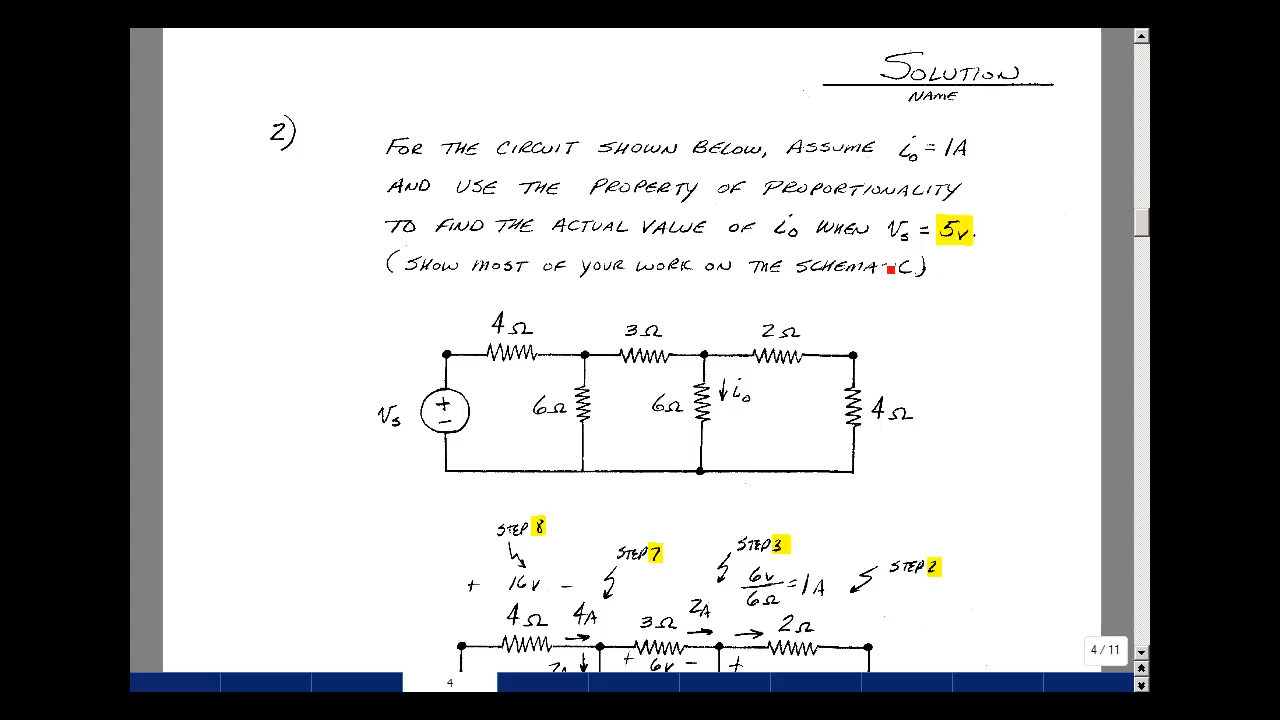 SOLUTION
NAME
2)
FOR THE CIRCUIT SHOWN BELOW, ASSUME i₀ = 1A
AND USE THE PROPERTY OF PROPORTIONALITY
TO FIND THE ACTUAL VALUE OF i₀ WHEN Vs = 5V.
(SHOW MOST OF YOUR WORK ON THE SCHEMATIC)
4Ω 3Ω 2Ω
Vs + − 6Ω 6Ω ↓ i₀ 4Ω
STEP 8 STEP 7 STEP 3 STEP 2
+ 16V − 6V/6Ω = 1A
4Ω 4A 3Ω 2A 2Ω
2A + 6V − +
4 / 11
4